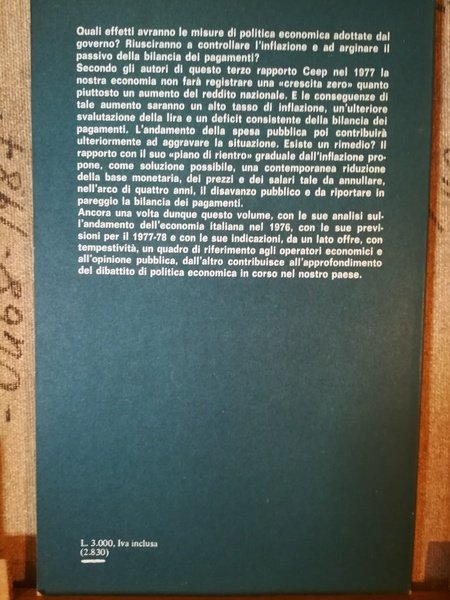 Quali effetti avranno le misure di politica economica adottate dal
governo? Riusciranno a controllare l'inflazione e ad arginare il
passivo della bilancia dei pagamenti?
Secondo gli autori di questo terzo rapporto Ceep nel 1977 la
nostra economia non farà registrare una «crescita zero» quanto
piuttosto un aumento del reddito nazionale. E le conseguenze di
tale aumento saranno un alto tasso di inflazione, un'ulteriore
svalutazione della lira e un deficit consistente della bilancia dei
pagamenti. L'andamento della spesa pubblica poi contribuirà
ulteriormente ad aggravare la situazione. Esiste un rimedio? Il
rapporto con il suo «plano di rientro» graduale dall'inflazione pro-
pone, come soluzione possibile, una contemporanea riduzione
della base monetaria, dei prezzi e dei salari tale da annullare,
nell'arco di quattro anni, il disavanzo pubblico e da riportare in
pareggio la bilancia dei pagamenti.
Ancora una volta dunque questo volume, con le sue analisi sul-
l'andamento dell'economia italiana nel 1976, con le sue previ-
sioni per il 1977-78 e con le sue indicazioni, da un lato offre, con
tempestività, un quadro di riferimento agli operatori economici e
all'opinione pubblica, dall'altro contribuisce all'approfondimento
del dibattito di politica economica in corso nel nostro paese.
L. 3.000, Iva inclusa
(2.830)